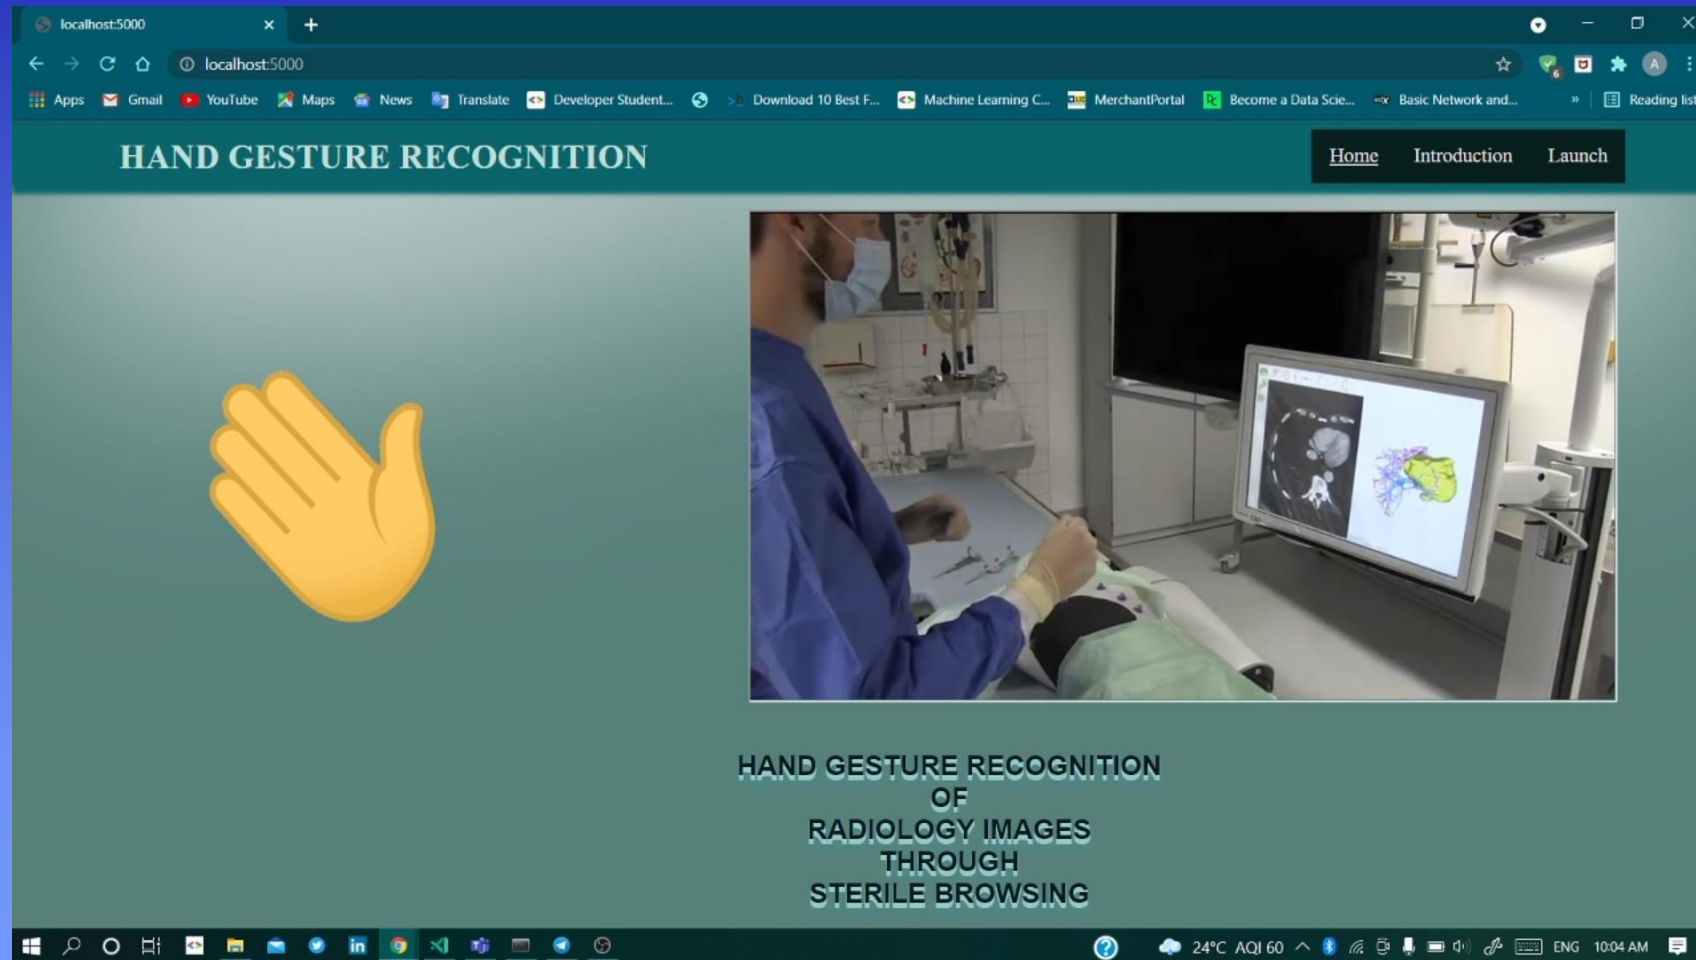 localhost:5000
localhost:5000
Apps Gmail YouTube Maps News Translate Developer Student... Download 10 Best F... Machine Learning C... MerchantPortal Become a Data Scie... Basic Network and... » Reading list
HAND GESTURE RECOGNITION
Home Introduction Launch
HAND GESTURE RECOGNITION
OF
RADIOLOGY IMAGES
THROUGH
STERILE BROWSING
24°C AQI 60 ENG 10:04 AM